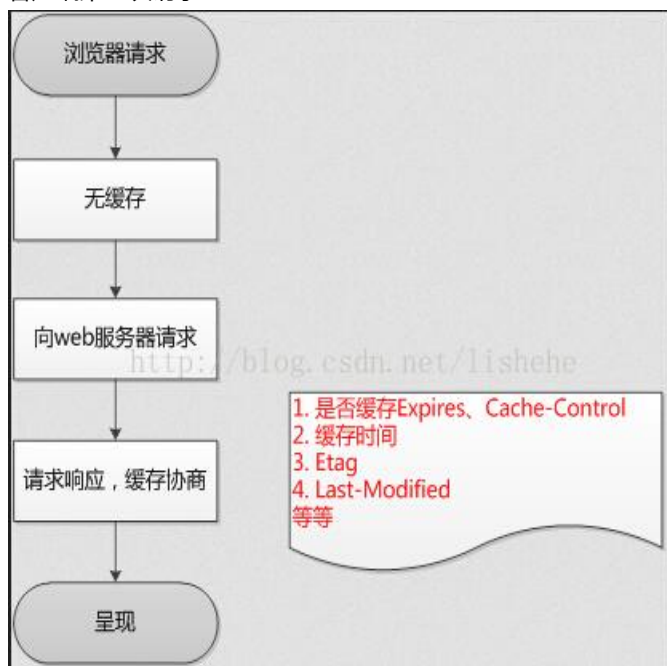 浏览器请求
无缓存
向web服务器请求
http://blog.csdn.net/lishehe
1. 是否缓存Expires、Cache-Control
2. 缓存时间
3. Etag
4. Last-Modified
等等
请求响应，缓存协商
呈现